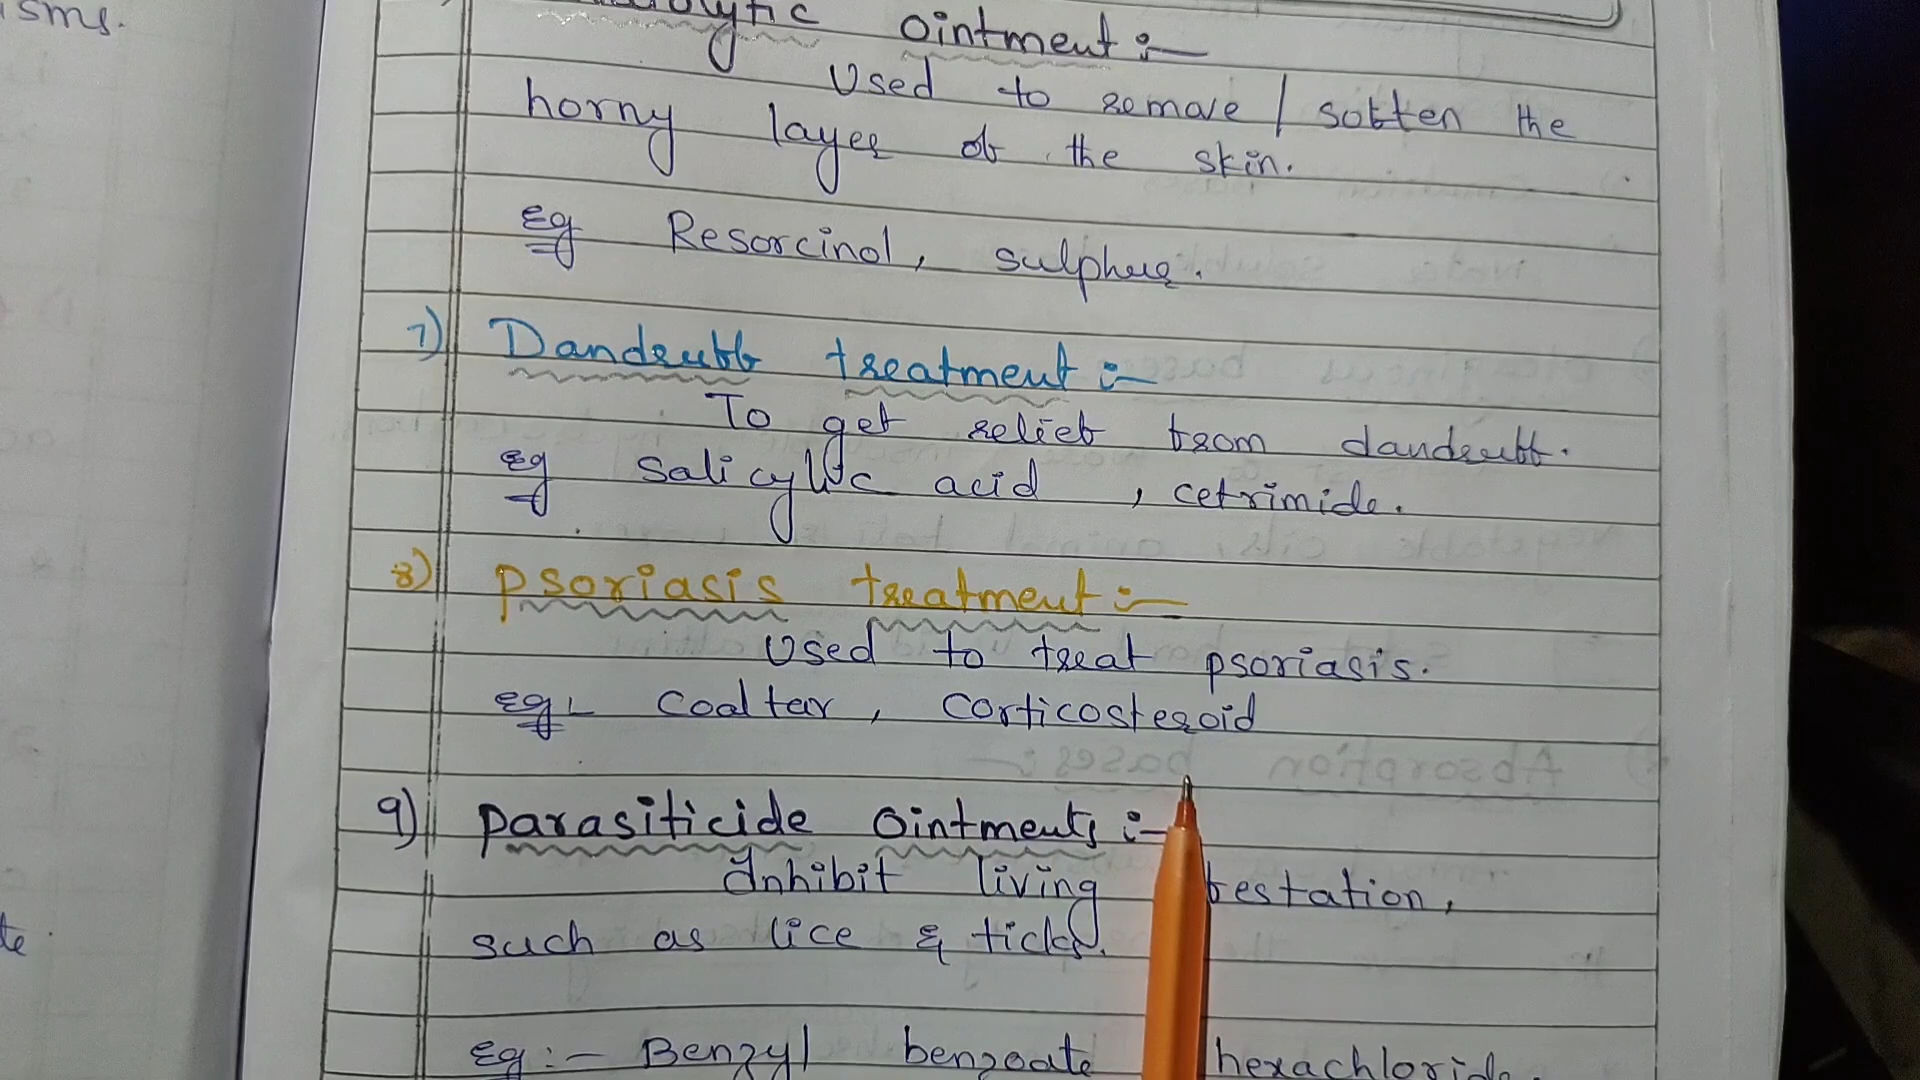 isms.
ointment :-
Used to remove / soften the
horny layer of the skin.
Eg Resorcinol, sulphur.
7) Dandruff treatment :-
To get relief from dandruff.
Eg Salicylic acid , cetrimide.
8) Psoriasis treatment :-
Used to treat psoriasis.
eg:- Coaltar, corticosteroid
9) Parasiticide Ointments :-
Inhibit living festation,
such as lice & ticks.
Eg :- Benzyl benzoate hexachloride.